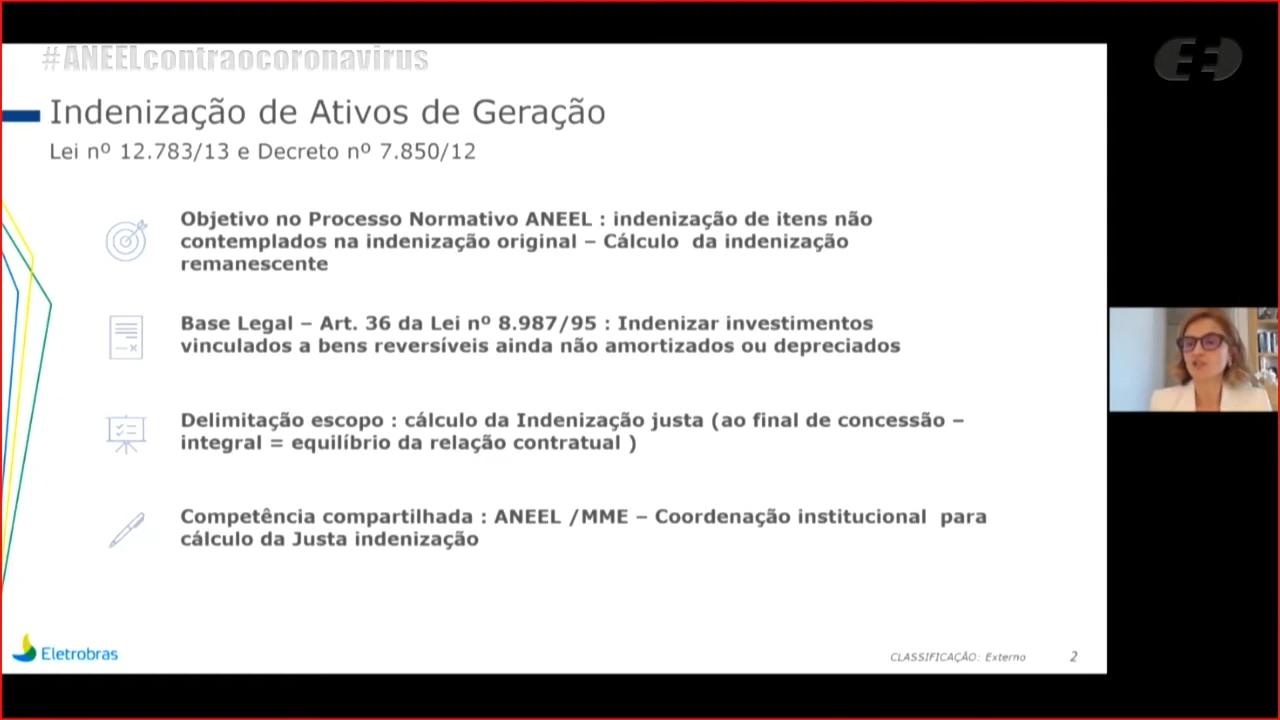 #ANEELcontraocoronavirus
Indenização de Ativos de Geração
Lei nº 12.783/13 e Decreto nº 7.850/12
Objetivo no Processo Normativo ANEEL : indenização de itens não
contemplados na indenização original – Cálculo da indenização
remanescente
Base Legal – Art. 36 da Lei nº 8.987/95 : Indenizar investimentos
vinculados a bens reversíveis ainda não amortizados ou depreciados
Delimitação escopo : cálculo da Indenização justa (ao final de concessão –
integral = equilíbrio da relação contratual )
Competência compartilhada : ANEEL /MME – Coordenação institucional para
cálculo da Justa indenização
Eletrobras
CLASSIFICAÇÃO: Externo
2